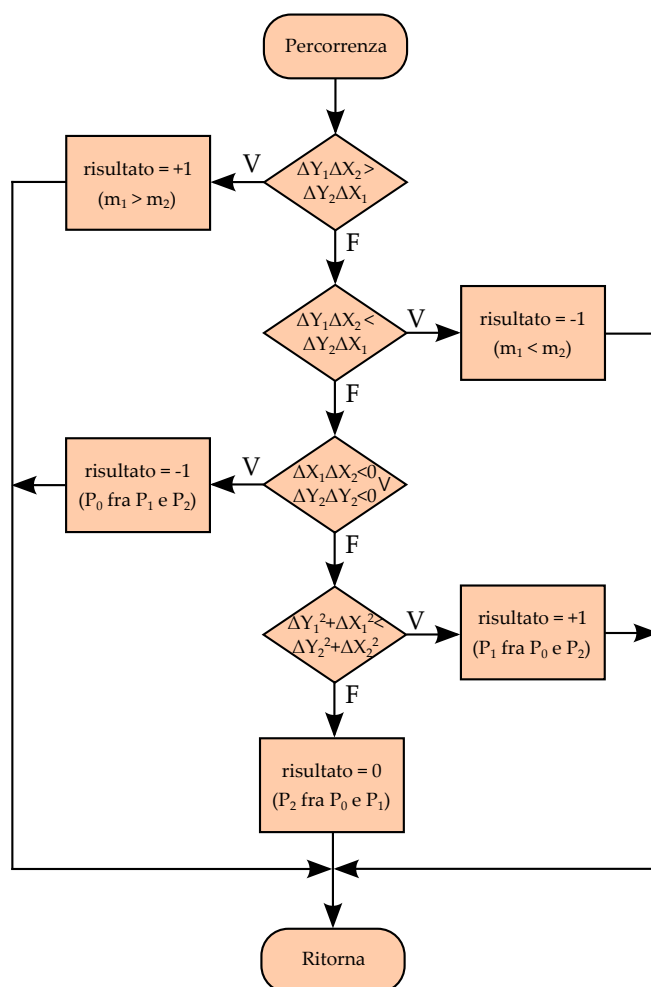 Percorrenza
ΔY₁ΔX₂ >
ΔY₂ΔX₁
V
risultato = +1
(m₁ > m₂)
F
ΔY₁ΔX₂ <
ΔY₂ΔX₁
V
risultato = -1
(m₁ < m₂)
F
ΔX₁ΔX₂<0
ΔY₂ΔY₂<0
V
V
risultato = -1
(P₀ fra P₁ e P₂)
F
ΔY₁²+ΔX₁²<
ΔY₂²+ΔX₂²
V
risultato = +1
(P₁ fra P₀ e P₂)
F
risultato = 0
(P₂ fra P₀ e P₁)
Ritorna